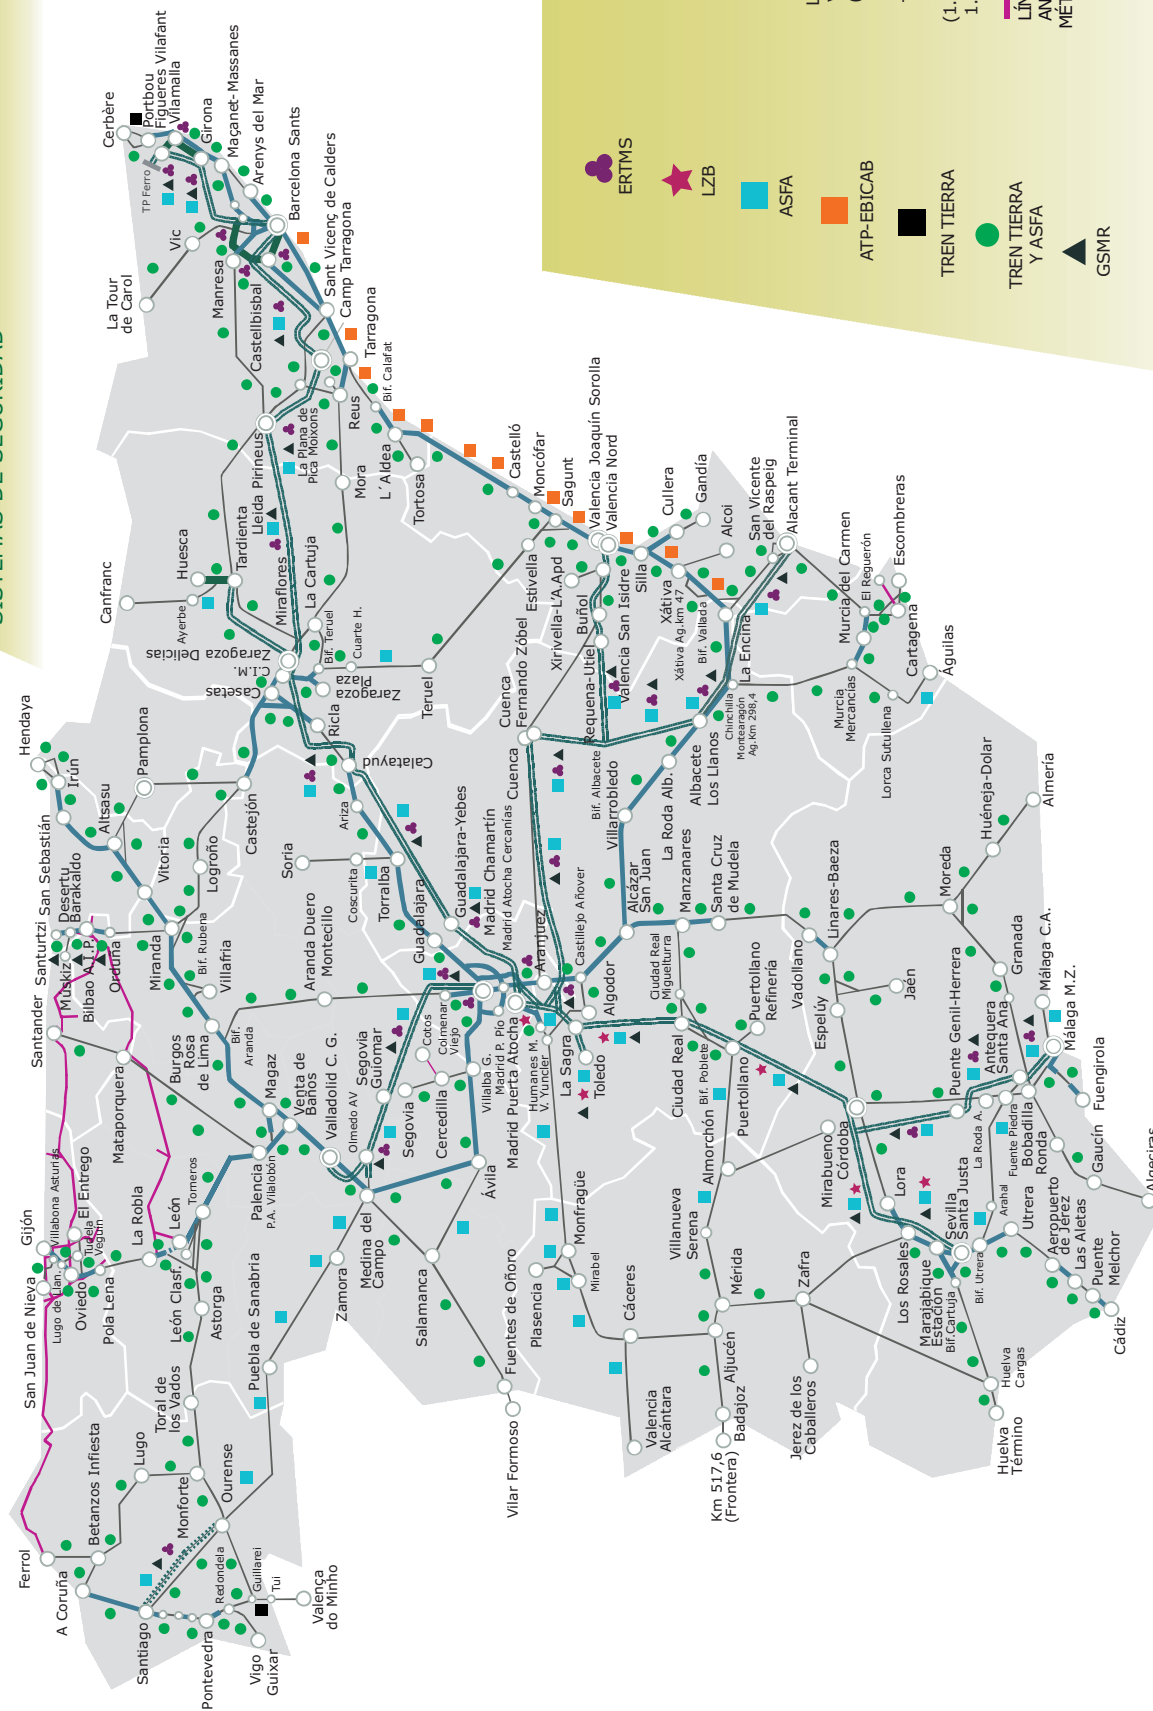 ERTMS
LZB
ASFA
ATP-EBICAB
TREN TIERRA
TREN TIERRA
Y ASFA
GSMR
Cerbère
Portbou
Figueres Vilafant
Vilamalla
Girona
Maçanet-Massanes
Arenys del Mar
Barcelona Sants
Sant Vicenç de Calders
Camp Tarragona
Tarragona
Bif. Calafat
TP Ferro
Vic
La Tour
de Carol
Manresa
Castellbisbal
Reus
La Plana de
Pica Moixons
Mora
L´Aldea
Tortosa
Lleida Pirineus
Tardienta
Huesca
Canfranc
Ayerbe
Miraflores
La Cartuja
Zaragoza Delicias
C.I.M.
Casetas
Bif. Teruel
Cuarte H.
Zaragoza
Plaza
Teruel
Ricla
Calatayud
Castelló
Moncófar
Sagunt
Valencia Joaquín Sorolla
Valencia Nord
Estivella
Xirivella-L'A.
Apd
Buñol
Requena-Utiel
Valencia San Isidre
Silla
Cullera
Gandía
Alcoi
Xátiva
Xátiva Ag.km 47
Bif. Vallada
La Encina
San Vicente
del Raspeig
Alacant Terminal
Murcia del Carmen
El Reguerón
Escombreras
Cartagena
Águilas
Murcia
Mercancías
Lorca Sutullena
Chinchilla
Montearagón
Ag.Km 298,4
Albacete
Los Llanos
La Roda Alb.
Villarrobledo
Bif. Albacete
Cuenca
Fernando Zóbel
Cuenca
Hendaya
Irún
San Sebastián
Pamplona
Altsasu
Vitoria
Logroño
Castejón
Soria
Coscurita
Torralba
Ariza
Desertu
Barakaldo
Santurtzi
Muskiz
Bilbao A.I.P.
Orduña
Miranda
Bif. Rubena
Villafria
Santander
Mataporquera
Burgos
Rosa
de Lima
Bif.
Aranda
Aranda Duero
Montecillo
Magaz
Venta de
Baños
Valladolid C. G.
Olmedo AV
Palencia
P.A. Vilalobón
Medina del
Campo
Zamora
Salamanca
Fuentes de Oñoro
Vilar Formoso
Segovia
Guiomar
Segovia
Cercedilla
Cotos
Colmenar
Viejo
Villalba G.
Madrid P. Pío
Ávila
Guadalajara
Guadalajara-Yebes
Madrid Chamartín
Madrid Atocha Cercanías
Madrid Puerta Atocha
Aranjuez
Castillejo Añover
Algodor
Humanes M.
V. Yuncler
La Sagra
Toledo
Alcázar
San Juan
Manzanares
Santa Cruz
de Mudela
Ciudad Real
Miguelturra
Ciudad Real
Bif. Poblete
Puertollano
Puertollano
Refinería
Almorchón
Vadollano
Linares-Baeza
Espelúy
Jaén
Moreda
Huéneja-Dolar
Almería
Granada
Málaga C.A.
Málaga M.Z.
Fuengirola
Antequera
Santa Ana
Puente Genil-Herrera
La Roda A.
Fuente Piedra
Bobadilla
Ronda
Gaucín
Algeciras
Mirabueno
Córdoba
Lora
Los Rosales
Sevilla
Santa Justa
Marajabique
Estación
Bif.Cartuja
Bif. Utrera
Arahal
Utrera
Aeropuerto
de Jerez
Las Aletas
Puente
Melchor
Cádiz
Huelva
Cargas
Huelva
Término
Zafra
Jerez de los
Caballeros
Mérida
Aljucén
Badajoz
Km 517,6
(Frontera)
Villanueva
Serena
Cáceres
Valencia
Alcántara
Monfragüe
Mirabel
Plasencia
Gijón
San Juan de Nieva
Villabona Asturias
El Entrego
Tudela
Veguín
Lugo de Llan.
Oviedo
Pola Lena
La Robla
León
Torneros
León Clasf.
Astorga
Toral de
los Vados
Puebla de Sanabria
Ourense
Monforte
Lugo
Betanzos Infiesta
Ferrol
A Coruña
Santiago
Pontevedra
Redondela
Guillarei
Tui
Vigo
Guixar
Valença
do Minho